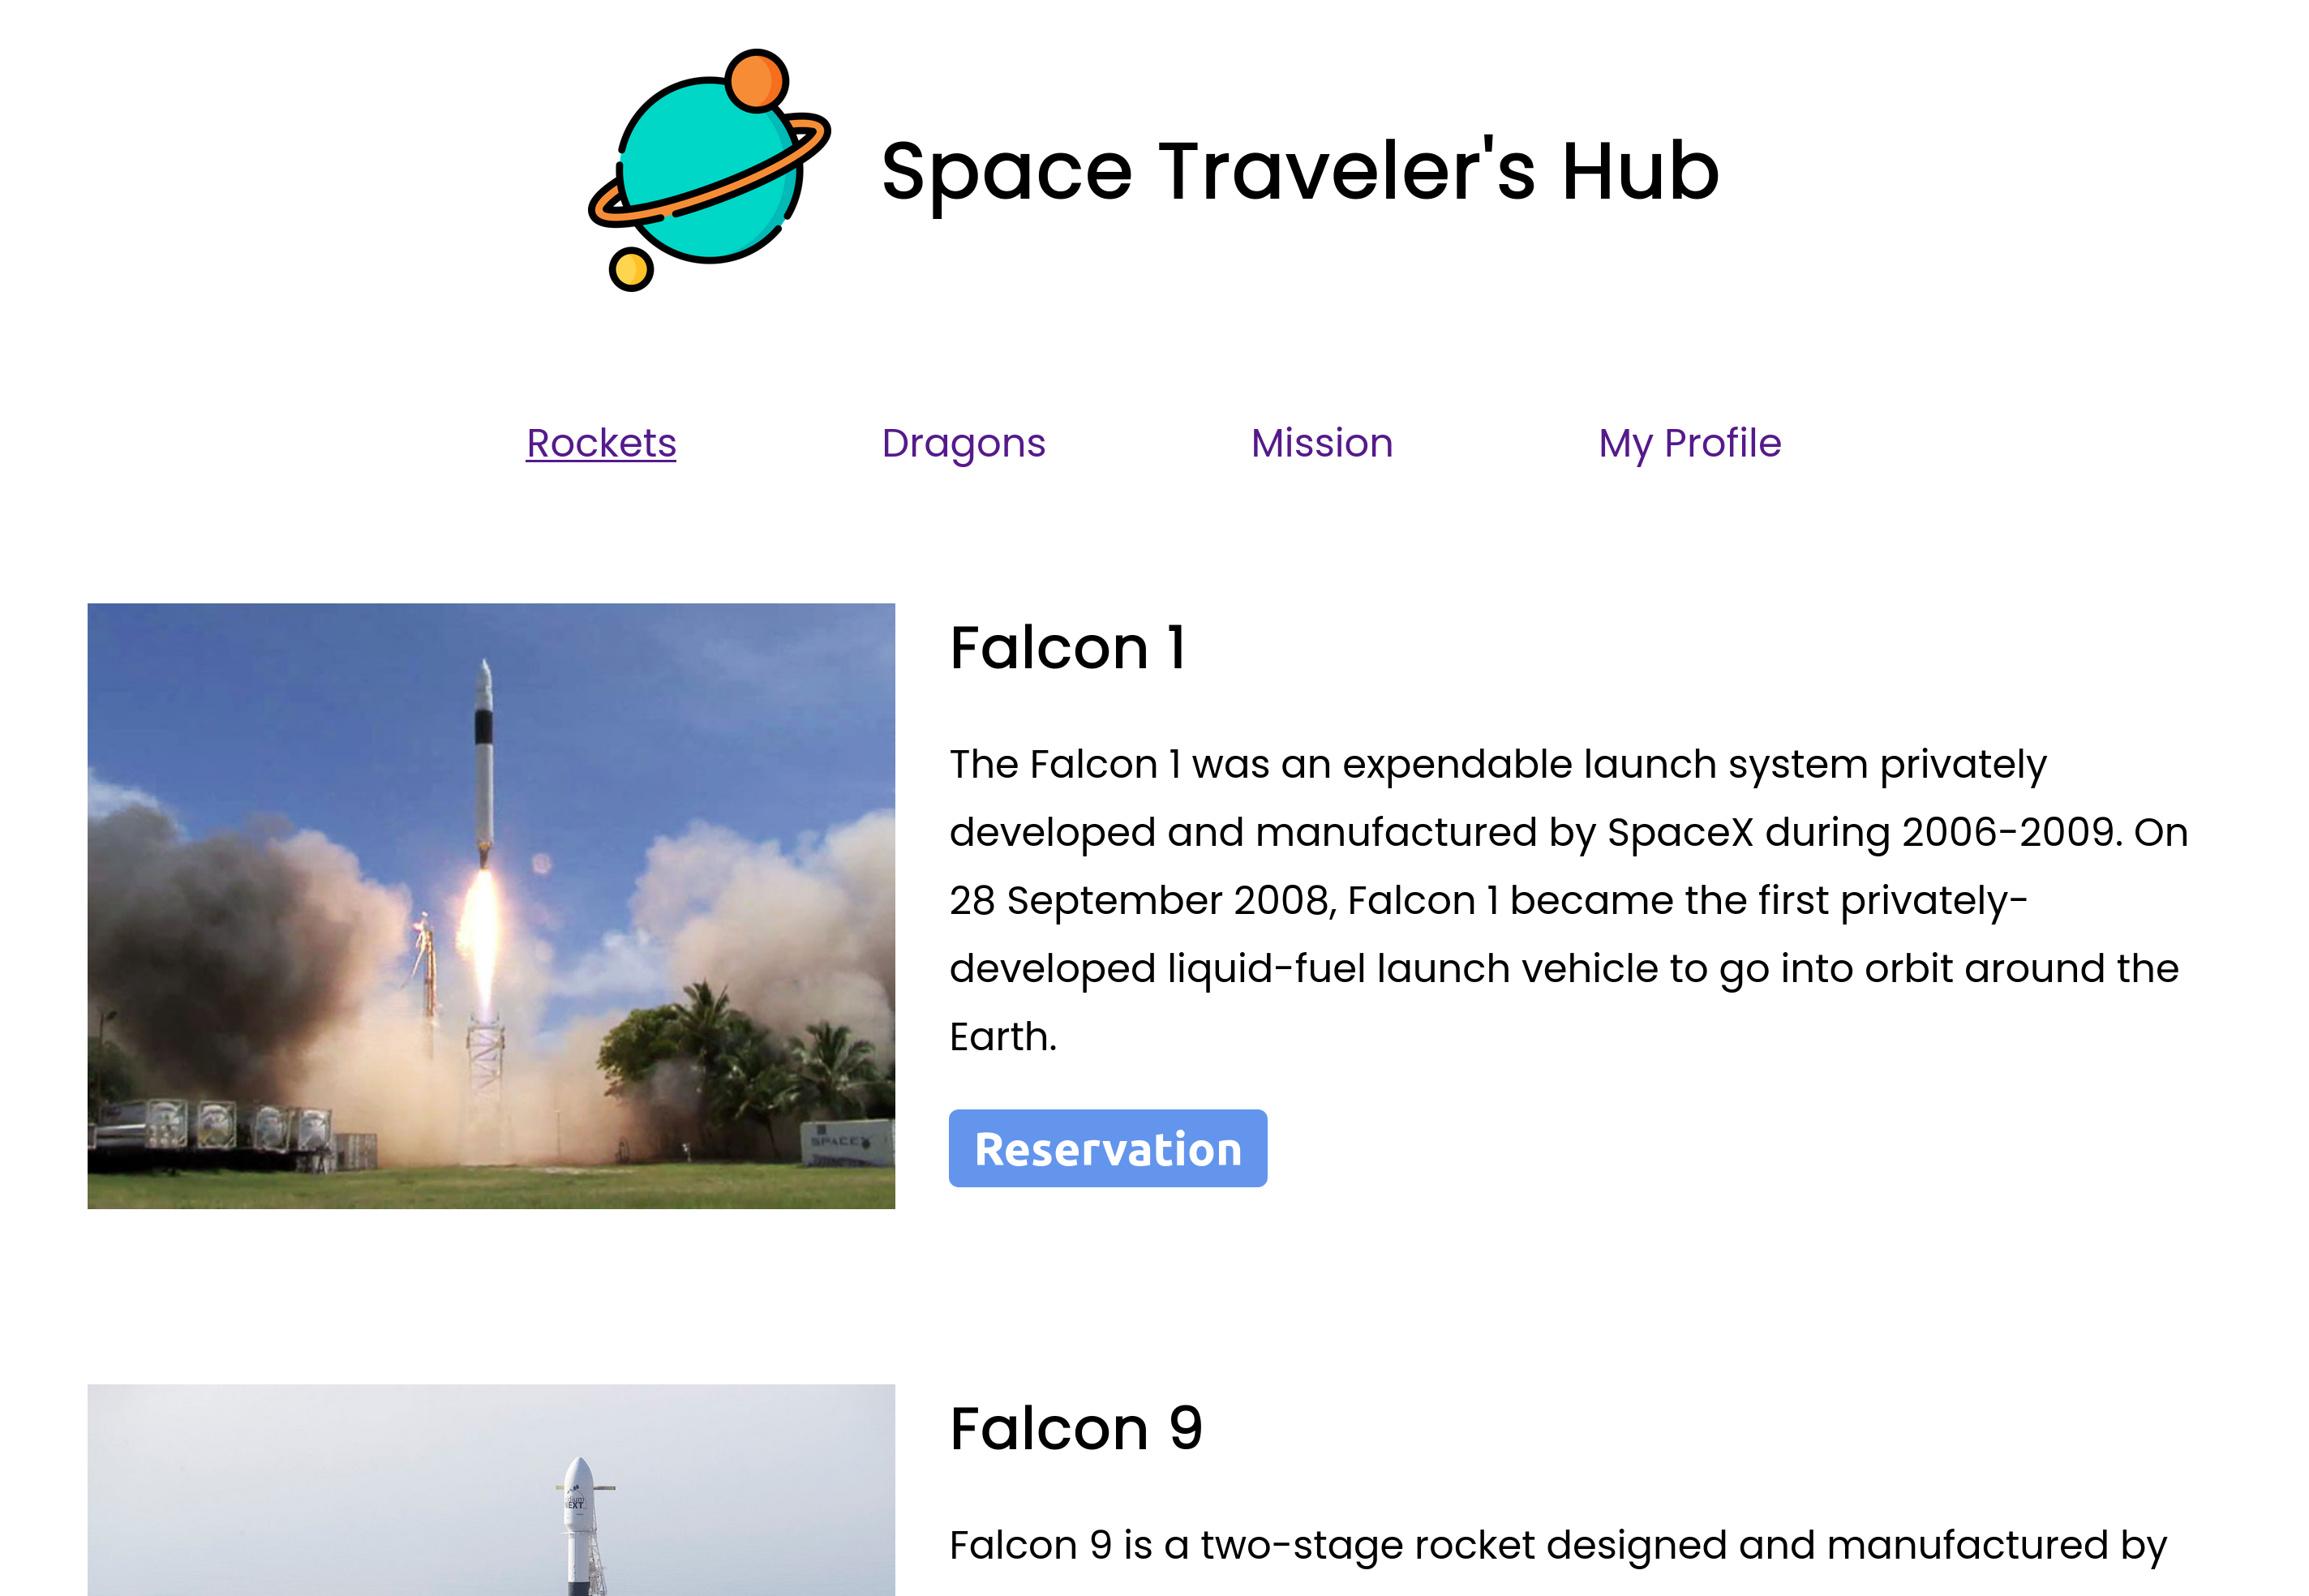 Space Traveler's Hub
Rockets
Dragons
Mission
My Profile
Falcon 1
The Falcon 1 was an expendable launch system privately
developed and manufactured by SpaceX during 2006-2009. On
28 September 2008, Falcon 1 became the first privately-
developed liquid-fuel launch vehicle to go into orbit around the
Earth.
SPACEX
Reservation
Falcon 9
NEXT
Falcon 9 is a two-stage rocket designed and manufactured by